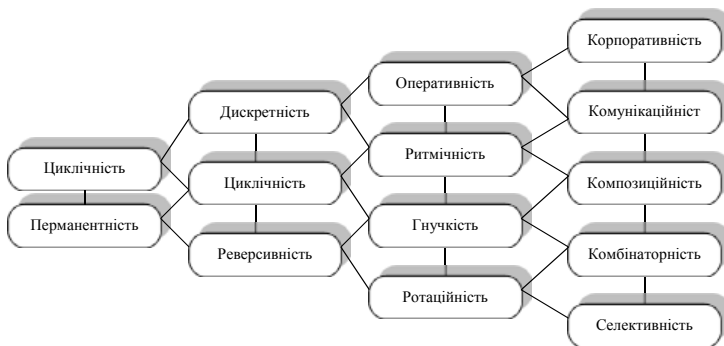 Циклічність
Перманентність
Дискретність
Циклічність
Реверсивність
Оперативність
Ритмічність
Гнучкість
Ротаційність
Корпоративність
Комунікаційніст
Композиційність
Комбінаторність
Селективність